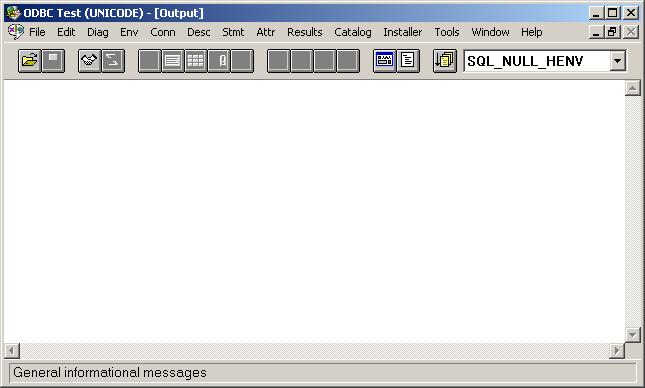 ODBC Test (UNICODE) - [Output]
File Edit Diag Env Conn Desc Stmt Attr Results Catalog Installer Tools Window Help
SQL_NULL_HENV
General informational messages